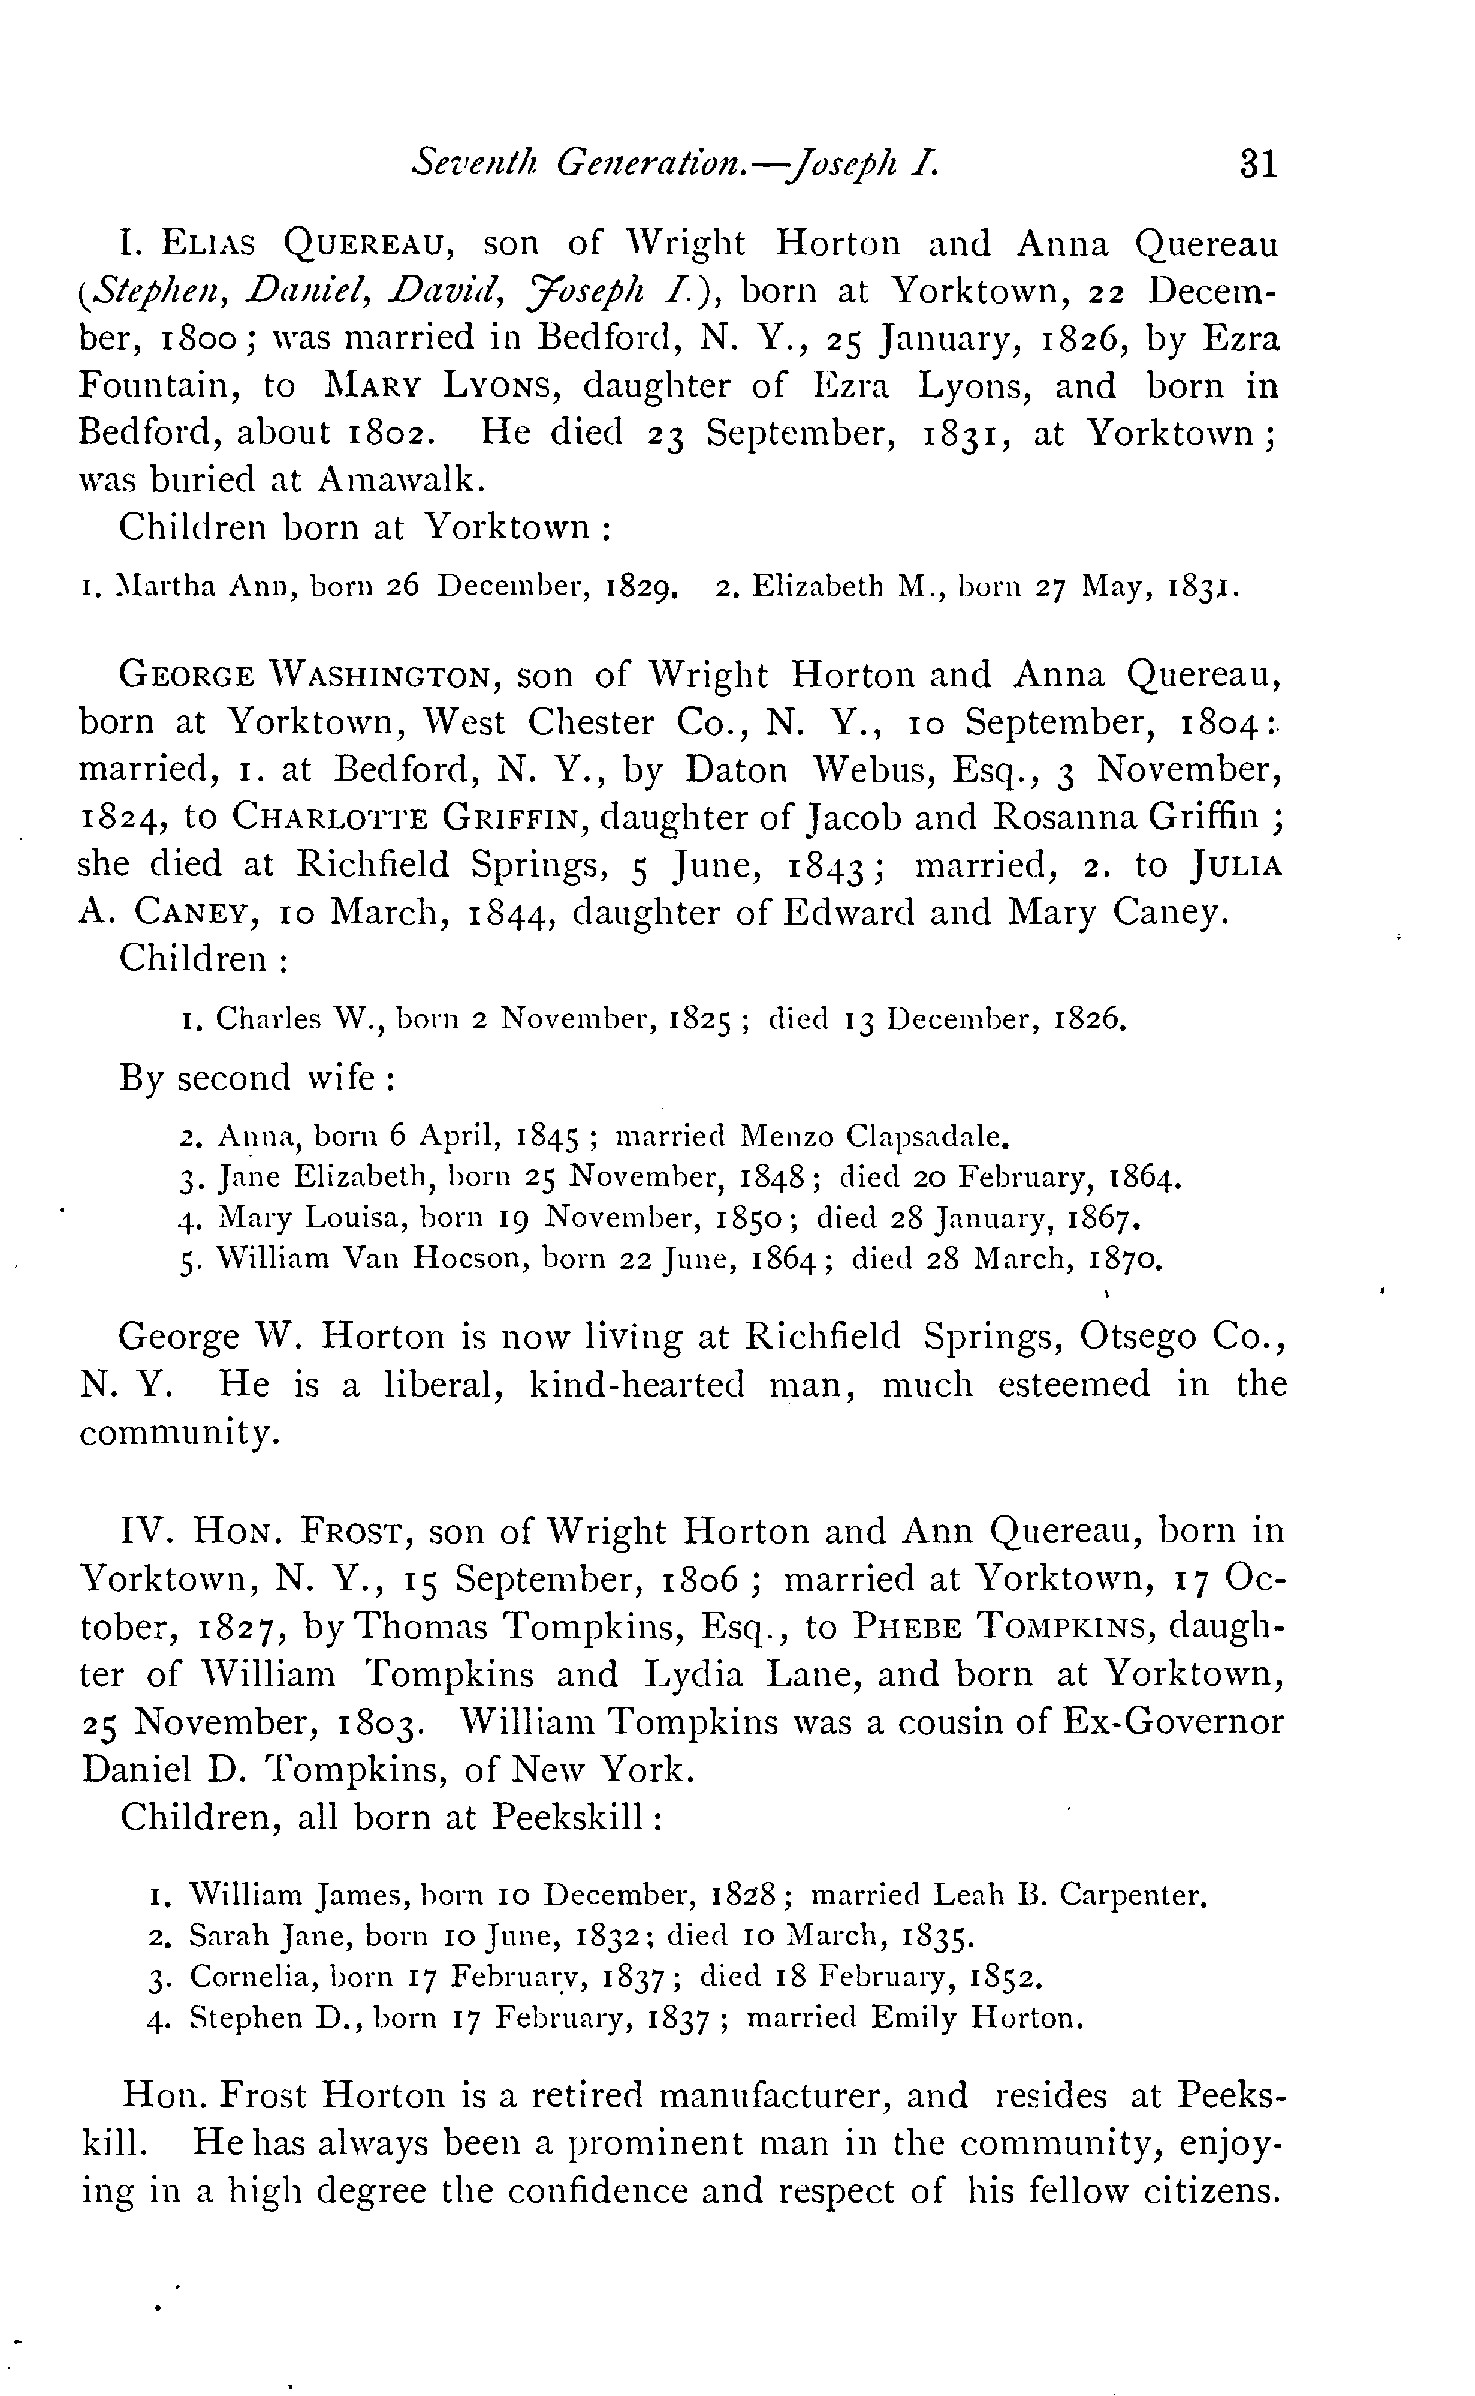 Seventh Generation.—Joseph I. 31
I. ELIAS QUEREAU, son of Wright Horton and Anna Quereau
(Stephen, Daniel, David, Joseph I.), born at Yorktown, 22 Decem-
ber, 1800; was married in Bedford, N. Y., 25 January, 1826, by Ezra
Fountain, to MARY LYONS, daughter of Ezra Lyons, and born in
Bedford, about 1802. He died 23 September, 1831, at Yorktown;
was buried at Amawalk.
Children born at Yorktown :
1. Martha Ann, born 26 December, 1829. 2. Elizabeth M., born 27 May, 1831.
GEORGE WASHINGTON, son of Wright Horton and Anna Quereau,
born at Yorktown, West Chester Co., N. Y., 10 September, 1804:
married, 1. at Bedford, N. Y., by Daton Webus, Esq., 3 November,
1824, to CHARLOTTE GRIFFIN, daughter of Jacob and Rosanna Griffin ;
she died at Richfield Springs, 5 June, 1843; married, 2. to JULIA
A. CANEY, 10 March, 1844, daughter of Edward and Mary Caney.
Children :
1. Charles W., born 2 November, 1825 ; died 13 December, 1826.
By second wife :
2. Anna, born 6 April, 1845 ; married Menzo Clapsadale.
3. Jane Elizabeth, born 25 November, 1848; died 20 February, 1864.
4. Mary Louisa, born 19 November, 1850; died 28 January, 1867.
5. William Van Hocson, born 22 June, 1864; died 28 March, 1870.
George W. Horton is now living at Richfield Springs, Otsego Co.,
N. Y. He is a liberal, kind-hearted man, much esteemed in the
community.
IV. HON. FROST, son of Wright Horton and Ann Quereau, born in
Yorktown, N. Y., 15 September, 1806 ; married at Yorktown, 17 Oc-
tober, 1827, by Thomas Tompkins, Esq., to PHEBE TOMPKINS, daugh-
ter of William Tompkins and Lydia Lane, and born at Yorktown,
25 November, 1803. William Tompkins was a cousin of Ex-Governor
Daniel D. Tompkins, of New York.
Children, all born at Peekskill :
1. William James, born 10 December, 1828; married Leah B. Carpenter.
2. Sarah Jane, born 10 June, 1832; died 10 March, 1835.
3. Cornelia, born 17 February, 1837; died 18 February, 1852.
4. Stephen D., born 17 February, 1837 ; married Emily Horton.
Hon. Frost Horton is a retired manufacturer, and resides at Peeks-
kill. He has always been a prominent man in the community, enjoy-
ing in a high degree the confidence and respect of his fellow citizens.